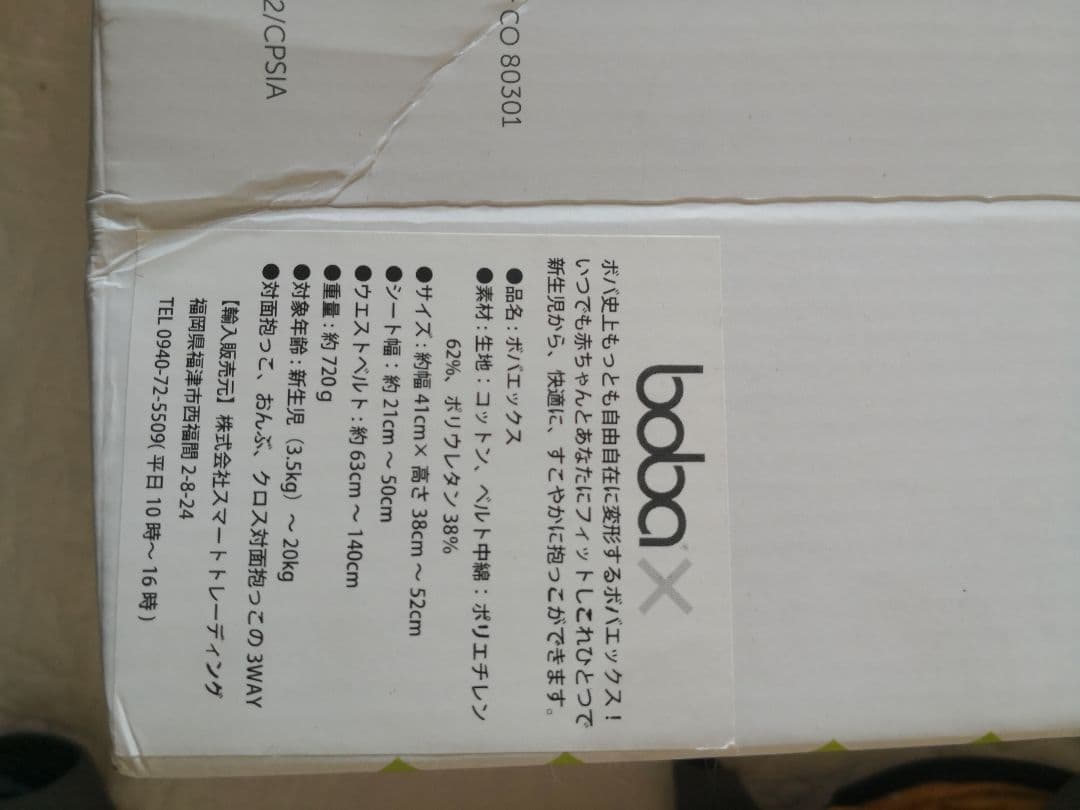 2/CPSIA
CO 80301
boba X
ボバ史上もっとも自由自在に変形するボバエックス！
いつでも赤ちゃんとあなたにフィットしこれひとつで
新生児から、快適に、すこやかに抱っこができます。
●品名：ボバエックス
●素材：生地：コットン、ベルト中綿：ポリエチレン
62%、ポリウレタン 38%
●サイズ：約幅 41cm× 高さ 38cm ～ 52cm
●シート幅：約 21cm ～ 50cm
●ウエストベルト：約 63cm ～ 140cm
●重量：約 720g
●対象年齢：新生児（3.5kg）～ 20kg
●対面抱っこ、おんぶ、クロス対面抱っこの 3WAY
【輸入販売元】株式会社スマートトレーディング
福岡県福津市西福間 2-8-24
TEL 0940-72-5509( 平日 10 時～ 16 時 )